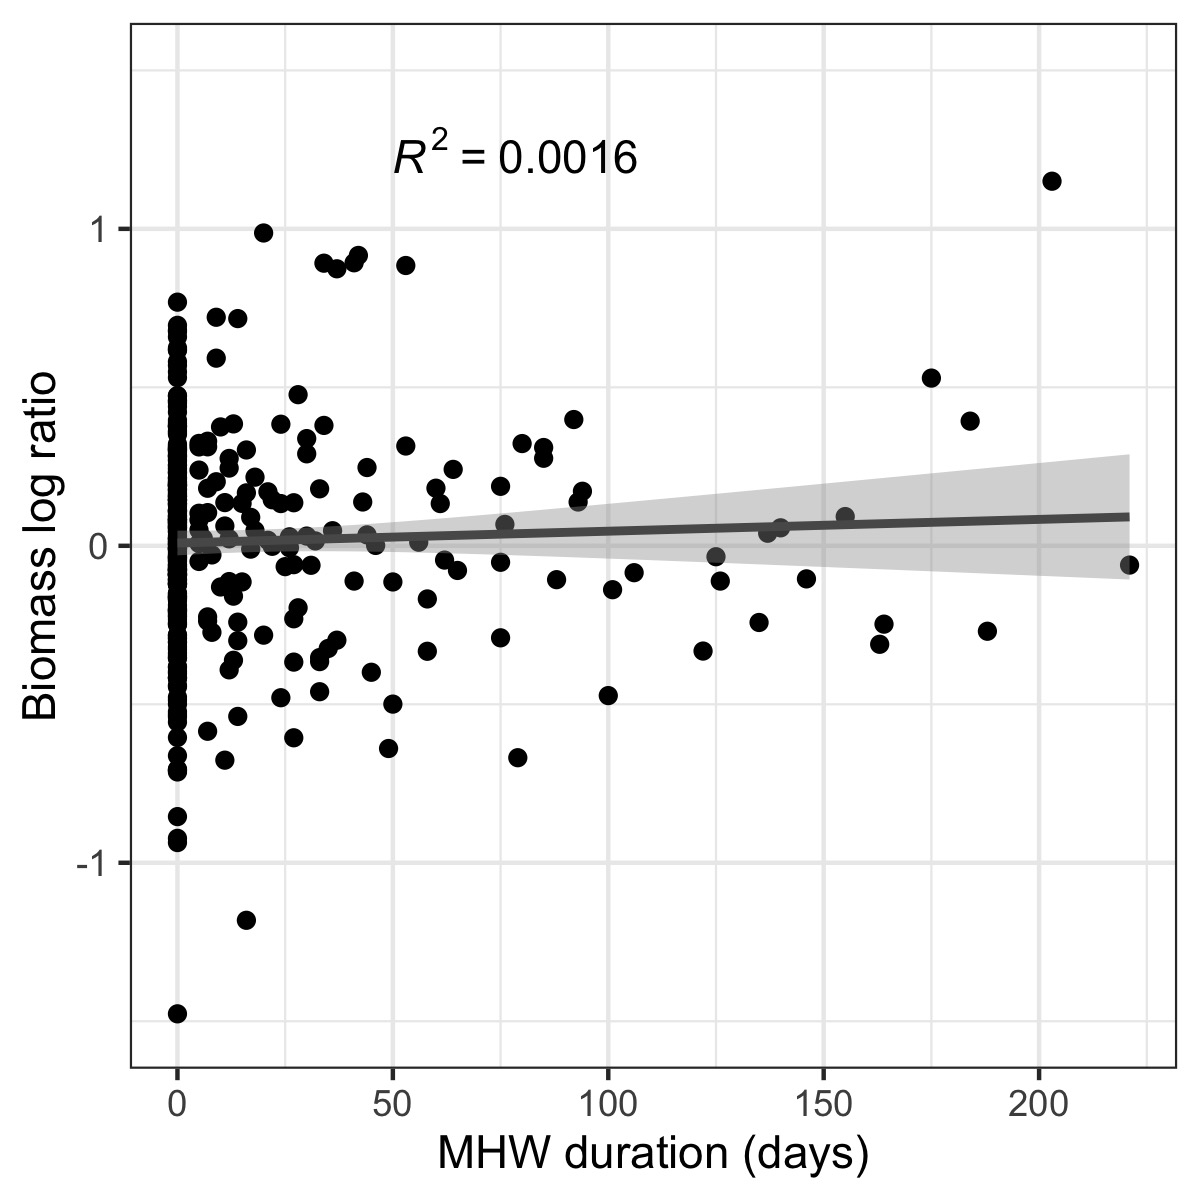 R² = 0.0016
1
0
-1
Biomass log ratio
0 50 100 150 200
MHW duration (days)